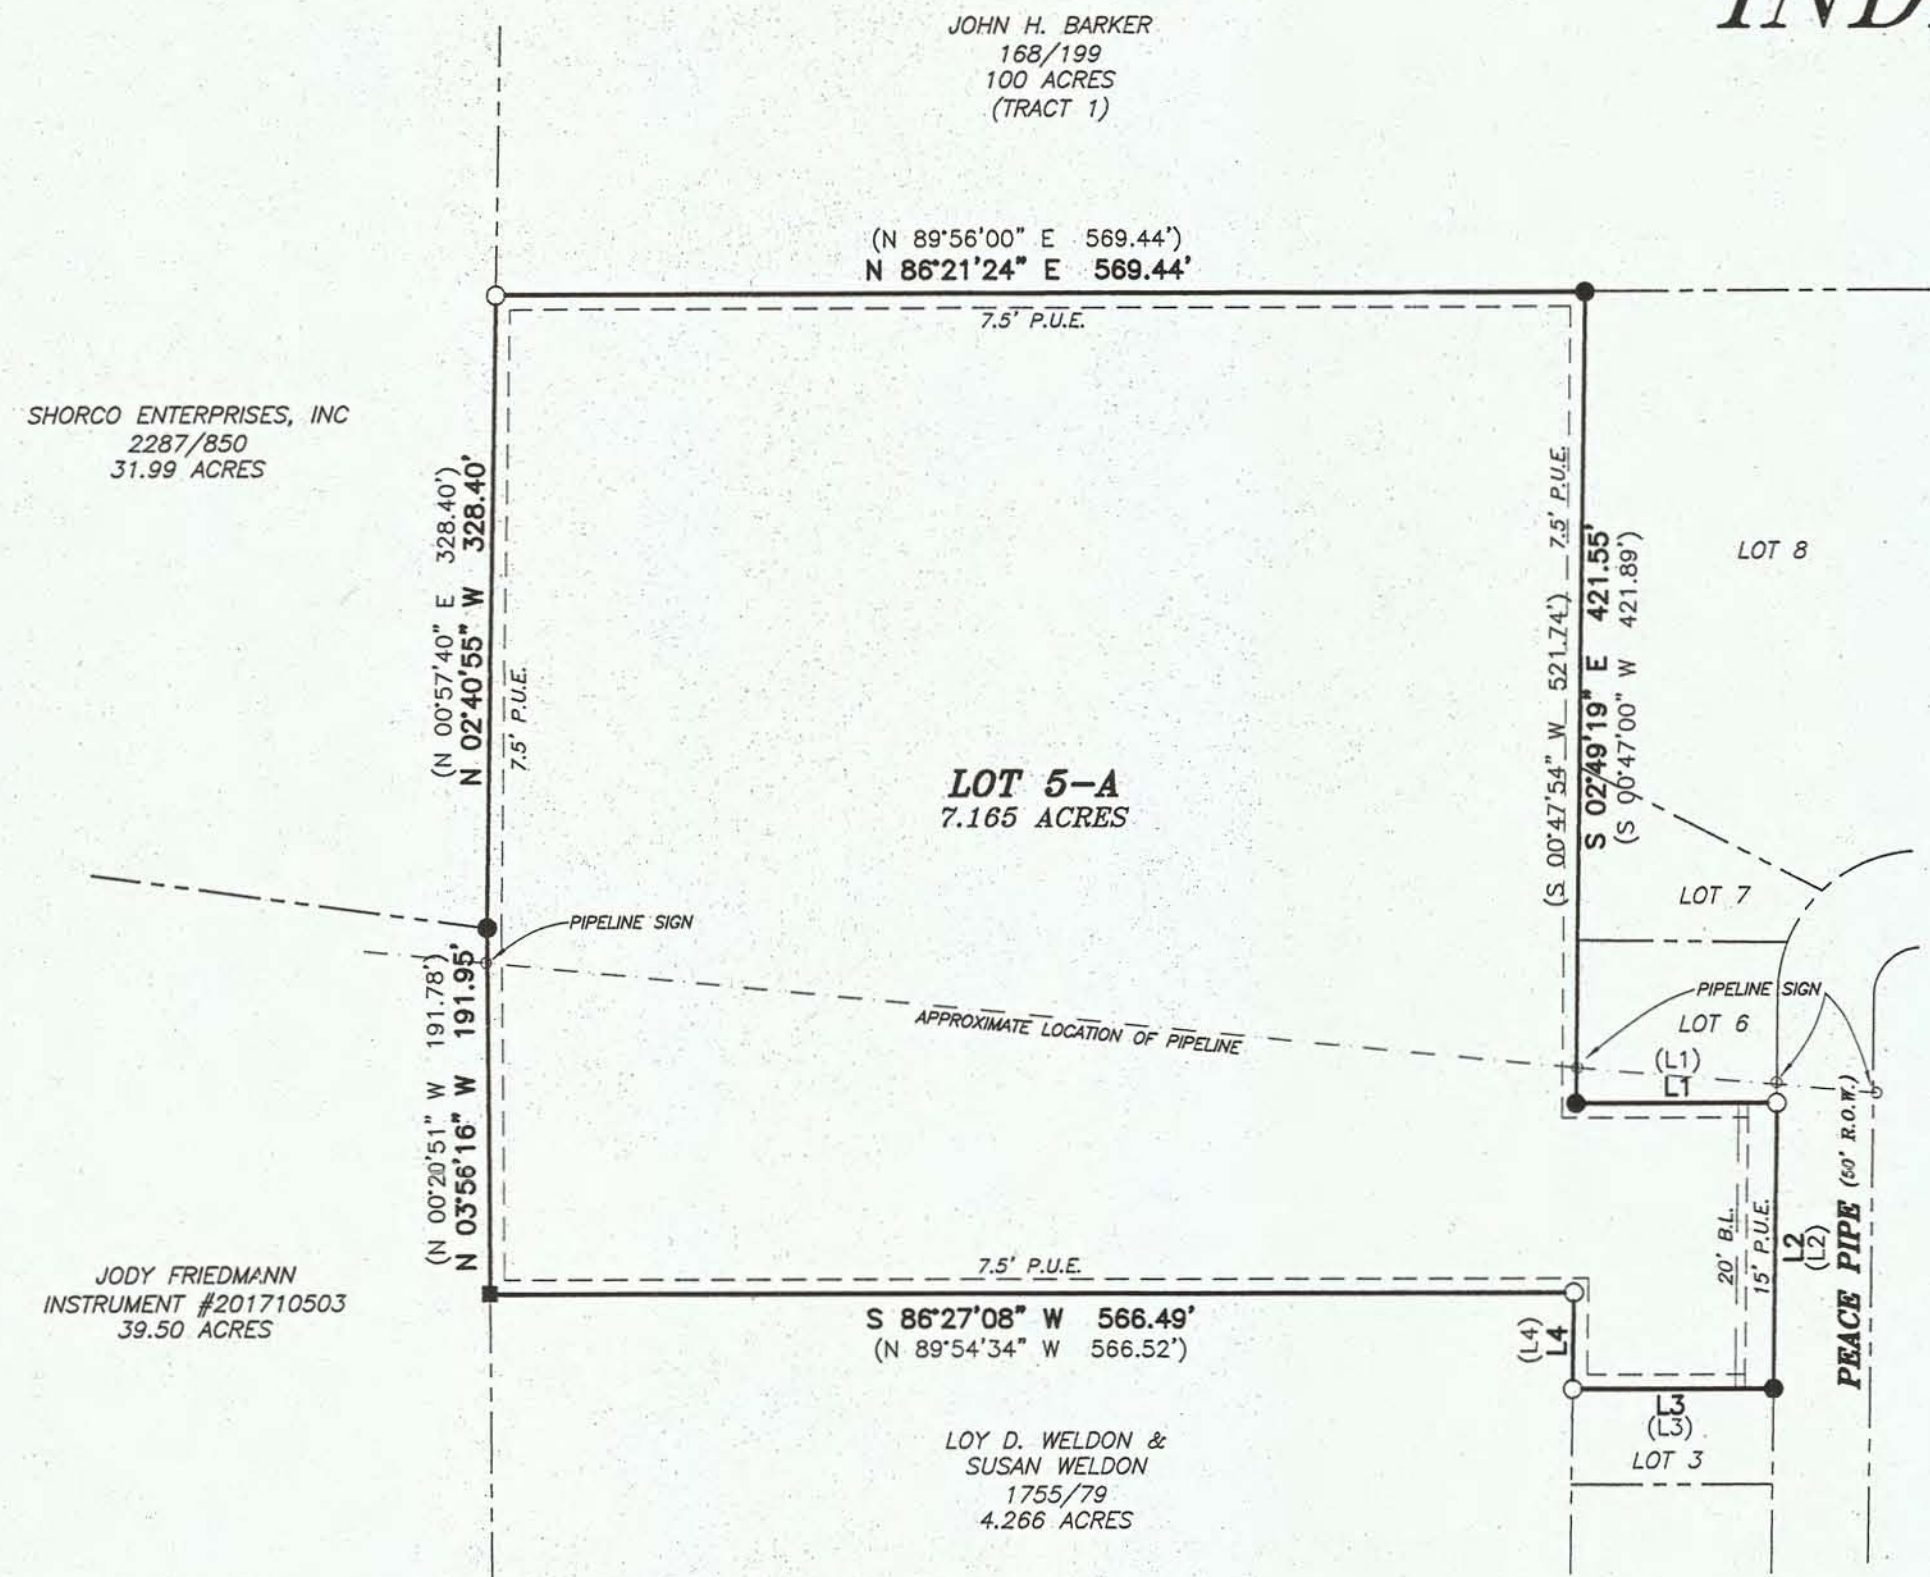 JOHN H. BARKER
168/199
100 ACRES
(TRACT 1)
(N 89°56'00" E 569.44')
N 86°21'24" E 569.44'
7.5' P.U.E.
SHORCO ENTERPRISES, INC
2287/850
31.99 ACRES
(N 00°57'40" E 328.40')
N 02°40'55" W 328.40'
7.5' P.U.E.
(S 00°47'54" W 521.74')
7.5' P.U.E.
S 02°49'19" E 421.55'
(S 00°47'00" W 421.89')
LOT 8
LOT 5-A
7.165 ACRES
LOT 7
PIPELINE SIGN
(N 00°20'51" W 191.78')
N 03°56'16" W 191.95'
APPROXIMATE LOCATION OF PIPELINE
PIPELINE SIGN
LOT 6
(L1)
L1
20' B.L.
15' P.U.E.
L2
(L2)
PEACE PIPE (50' R.O.W.)
JODY FRIEDMANN
INSTRUMENT #201710503
39.50 ACRES
7.5' P.U.E.
S 86°27'08" W 566.49'
(N 89°54'34" W 566.52')
(L4)
L4
L3
(L3)
LOT 3
LOY D. WELDON &
SUSAN WELDON
1755/79
4.266 ACRES